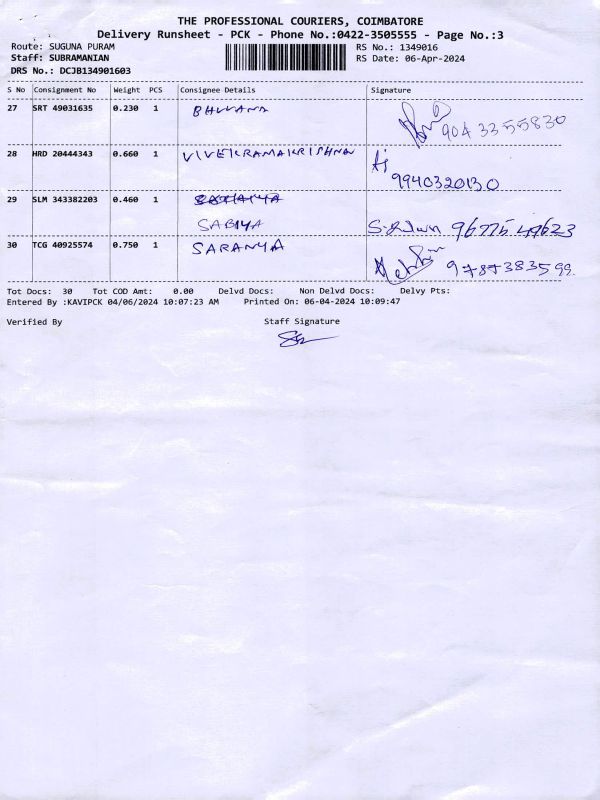 THE PROFESSIONAL COURIERS, COIMBATORE
Delivery Runsheet - PCK - Phone No.:0422-3505555 - Page No.:3
Route: SUGUNA PURAM RS No.: 1349016
Staff: SUBRAMANIAN RS Date: 06-Apr-2024
DRS No.: DCJB134901603
S No Consignment No Weight PCS Consignee Details Signature
27 SRT 49031635 0.230 1 BHUVANA
9043355830
28 HRD 20444343 0.660 1 VIVEKRAMAKRISHNA
9940320130
29 SLM 343382203 0.460 1
SABIYA 96775 49623
30 TCG 40925574 0.750 1 SARANYA
9787383599.
Tot Docs: 30 Tot COD Amt: 0.00 Delvd Docs: Non Delvd Docs: Delvy Pts:
Entered By :KAVIPCK 04/06/2024 10:07:23 AM Printed On: 06-04-2024 10:09:47
Verified By Staff Signature